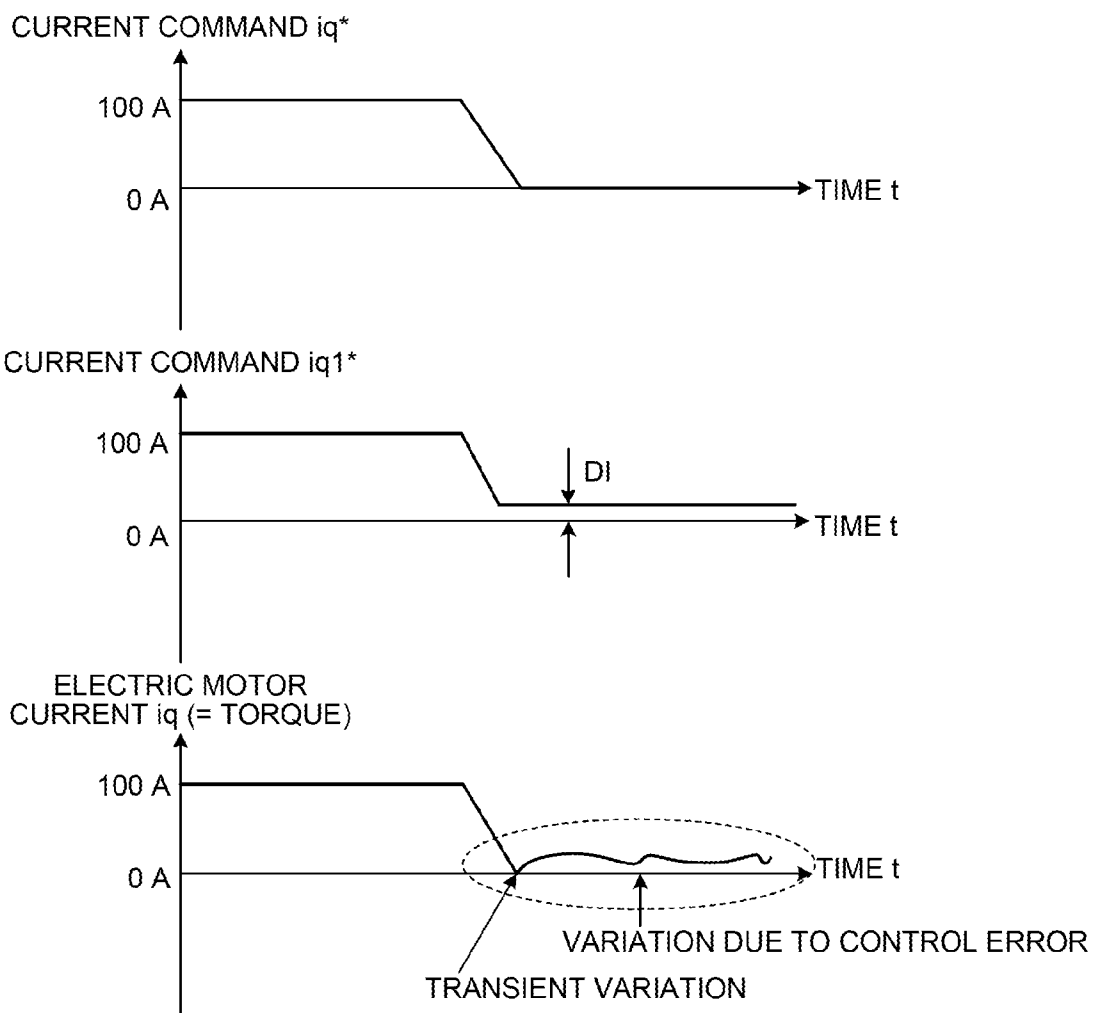 CURRENT COMMAND iq*
100 A
0 A
TIME t
CURRENT COMMAND iq1*
100 A
DI
0 A
TIME t
ELECTRIC MOTOR
CURRENT iq (= TORQUE)
100 A
0 A
TIME t
VARIATION DUE TO CONTROL ERROR
TRANSIENT VARIATION